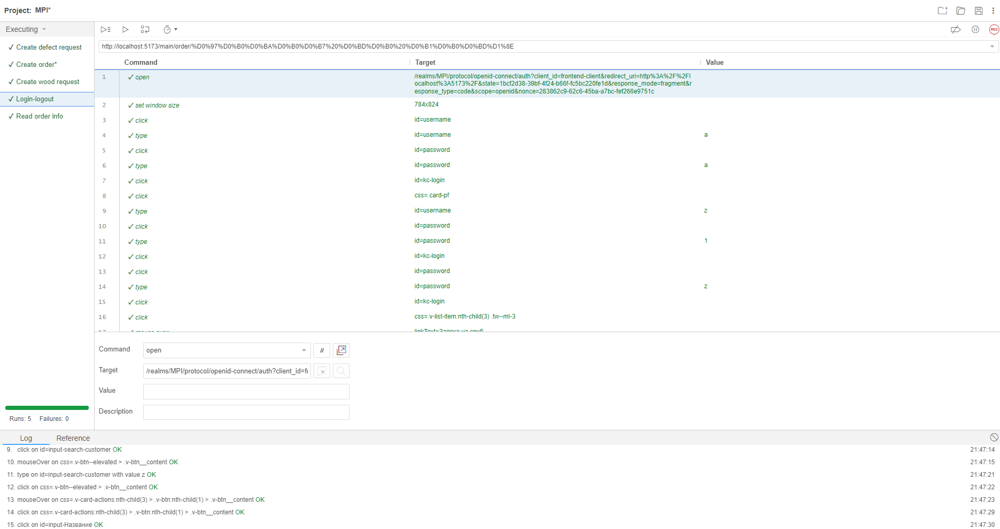 Project: MPI*
Executing
✓ Create defect request
✓ Create order*
✓ Create wood request
✓ Login-logout
✓ Read order info
Runs: 5 Failures: 0
REC
http://localhost:5173/main/order/%D0%97%D0%B0%D0%BA%D0%B0%D0%B7%20%D0%BD%D0%B0%20%D0%B1%D0%B0%D0%BD%D1%8E
Command Target Value
1 ✓ open /realms/MPI/protocol/openid-connect/auth?client_id=frontend-client&redirect_uri=http%3A%2F%2Fl
ocalhost%3A5173%2F&state=1bcf2d38-39bf-4f24-b66f-fc5bc220fe1d&response_mode=fragment&r
esponse_type=code&scope=openid&nonce=283862c9-62c6-45ba-a7bc-fef266e9751c
2 ✓ set window size 784x824
3 ✓ click id=username
4 ✓ type id=username a
5 ✓ click id=password
6 ✓ type id=password a
7 ✓ click id=kc-login
8 ✓ click css=.card-pf
9 ✓ type id=username z
10 ✓ click id=password
11 ✓ type id=password 1
12 ✓ click id=kc-login
13 ✓ click id=password
14 ✓ type id=password z
15 ✓ click id=kc-login
16 ✓ click css=.v-list-item:nth-child(3) .tw--ml-3
17 ✓ mouse over linkText=Заявка на сруб
Command open //
Target /realms/MPI/protocol/openid-connect/auth?client_id=fr
Value
Description
Log Reference
9. click on id=input-search-customer OK 21:47:14
10. mouseOver on css=.v-btn--elevated > .v-btn__content OK 21:47:15
11. type on id=input-search-customer with value z OK 21:47:21
12. click on css=.v-btn--elevated > .v-btn__content OK 21:47:22
13. mouseOver on css=.v-card-actions:nth-child(3) > .v-btn:nth-child(1) > .v-btn__content OK 21:47:23
14. click on css=.v-card-actions:nth-child(3) > .v-btn:nth-child(1) > .v-btn__content OK 21:47:29
15. click on id=input-Название OK 21:47:30